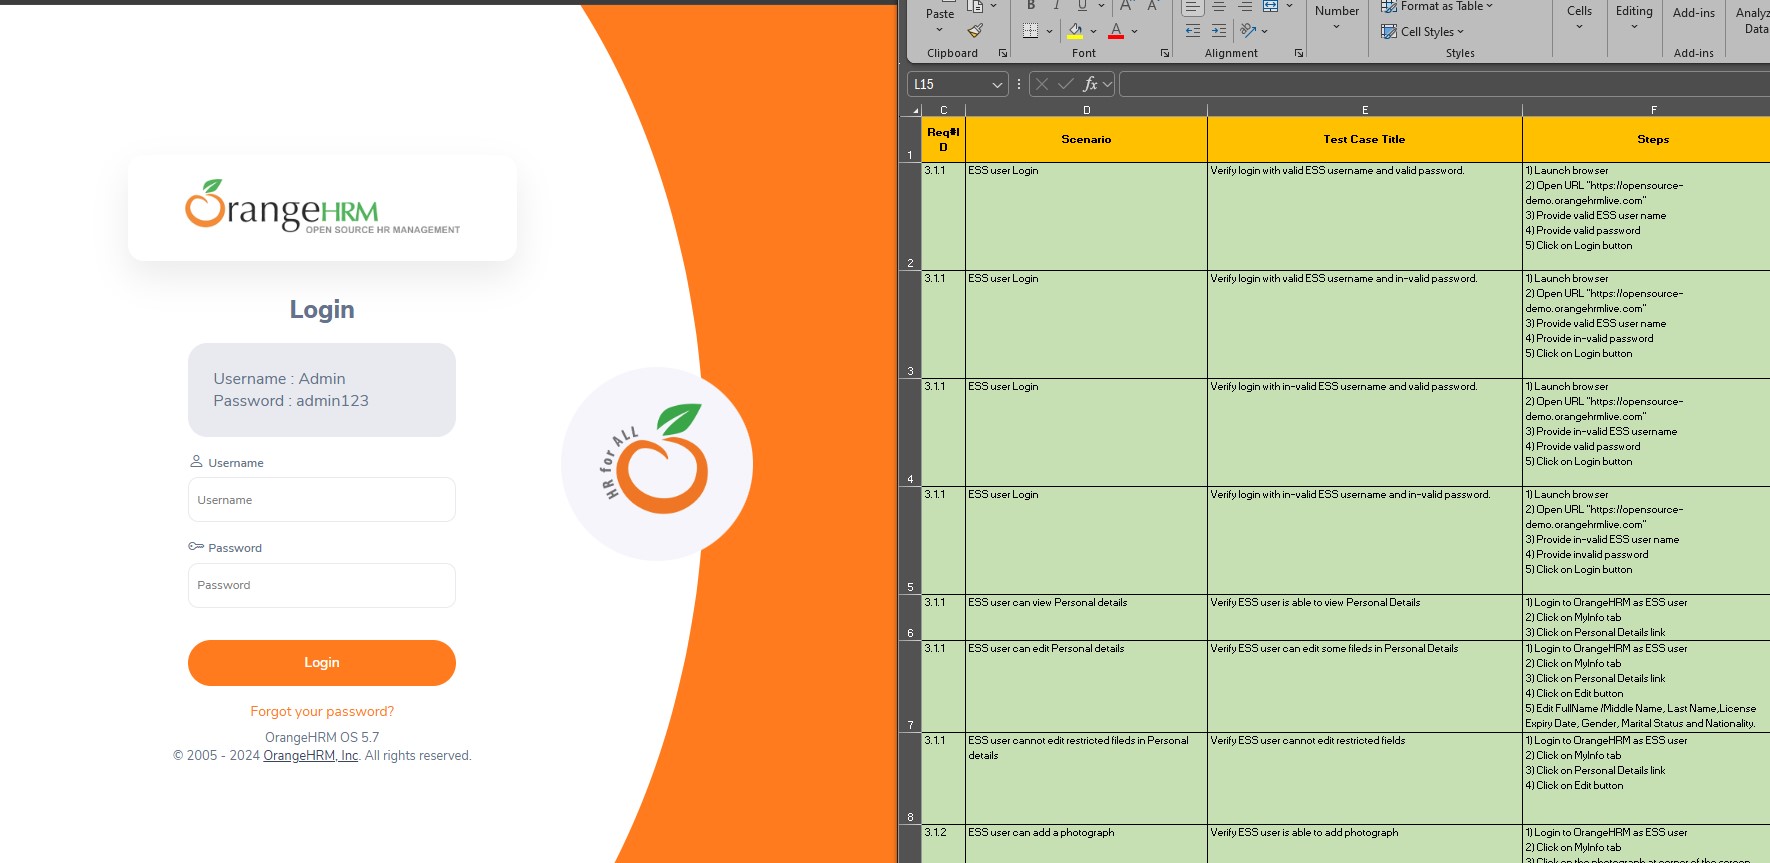 OrangeHRM
OPEN SOURCE HR MANAGEMENT
Login
Username : Admin
Password : admin123
Username
Username
Password
Password
Login
Forgot your password?
OrangeHRM OS 5.7
© 2005 - 2024 OrangeHRM, Inc. All rights reserved.
HR for ALL
Paste
Clipboard
B I U A A
A
Font
Alignment
Number
Format as Table
Cell Styles
Styles
Cells
Editing
Add-ins
Add-ins
Analyz
Data
L15
fx
C D E F
1
Req#I
D
Scenario
Test Case Title
Steps
2
3.1.1
ESS user Login
Verify login with valid ESS username and valid password.
1) Launch browser
2) Open URL "https://opensource-
demo.orangehrmlive.com"
3) Provide valid ESS user name
4) Provide valid password
5) Click on Login button
3
3.1.1
ESS user Login
Verify login with valid ESS username and in-valid password.
1) Launch browser
2) Open URL "https://opensource-
demo.orangehrmlive.com"
3) Provide valid ESS user name
4) Provide in-valid password
5) Click on Login button
4
3.1.1
ESS user Login
Verify login with in-valid ESS username and valid password.
1) Launch browser
2) Open URL "https://opensource-
demo.orangehrmlive.com"
3) Provide in-valid ESS username
4) Provide valid password
5) Click on Login button
5
3.1.1
ESS user Login
Verify login with in-valid ESS username and in-valid password.
1) Launch browser
2) Open URL "https://opensource-
demo.orangehrmlive.com"
3) Provide in-valid ESS user name
4) Provide invalid password
5) Click on Login button
6
3.1.1
ESS user can view Personal details
Verify ESS user is able to view Personal Details
1) Login to OrangeHRM as ESS user
2) Click on MyInfo tab
3) Click on Personal Details link
7
3.1.1
ESS user can edit Personal details
Verify ESS user can edit some fileds in Personal Details
1) Login to OrangeHRM as ESS user
2) Click on MyInfo tab
3) Click on Personal Details link
4) Click on Edit button
5) Edit FullName /Middle Name, Last Name,License
Expiry Date, Gender, Marital Status and Nationality.
8
3.1.1
ESS user cannot edit restricted fileds in Personal
details
Verify ESS user cannot edit restricted fields
1) Login to OrangeHRM as ESS user
2) Click on MyInfo tab
3) Click on Personal Details link
4) Click on Edit button
3.1.2
ESS user can add a photograph
Verify ESS user is able to add photograph
1) Login to OrangeHRM as ESS user
2) Click on MyInfo tab
3) Click on the photograph at corner of the screen